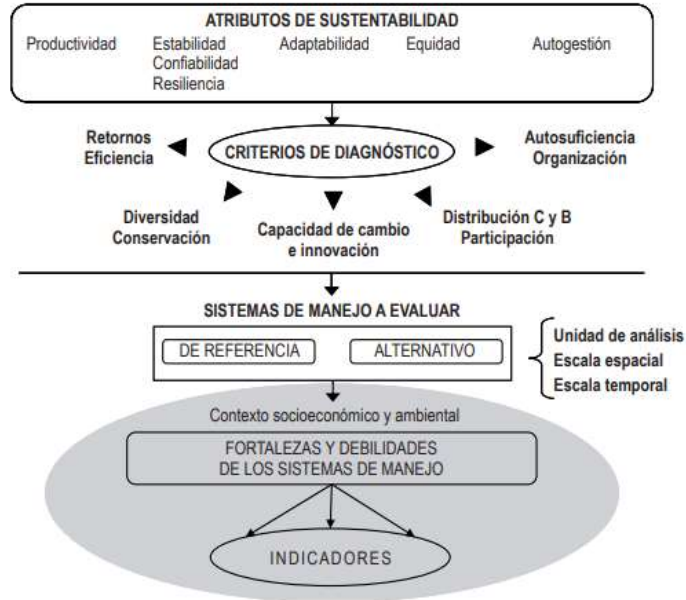 ATRIBUTOS DE SUSTENTABILIDAD
Productividad Estabilidad Adaptabilidad Equidad Autogestión
Confiabilidad
Resiliencia
Retornos
Eficiencia
CRITERIOS DE DIAGNÓSTICO
Autosuficiencia
Organización
Diversidad
Conservación
Capacidad de cambio
e innovación
Distribución C y B
Participación
SISTEMAS DE MANEJO A EVALUAR
DE REFERENCIA ALTERNATIVO
Unidad de análisis
Escala espacial
Escala temporal
Contexto socioeconómico y ambiental
FORTALEZAS Y DEBILIDADES
DE LOS SISTEMAS DE MANEJO
INDICADORES